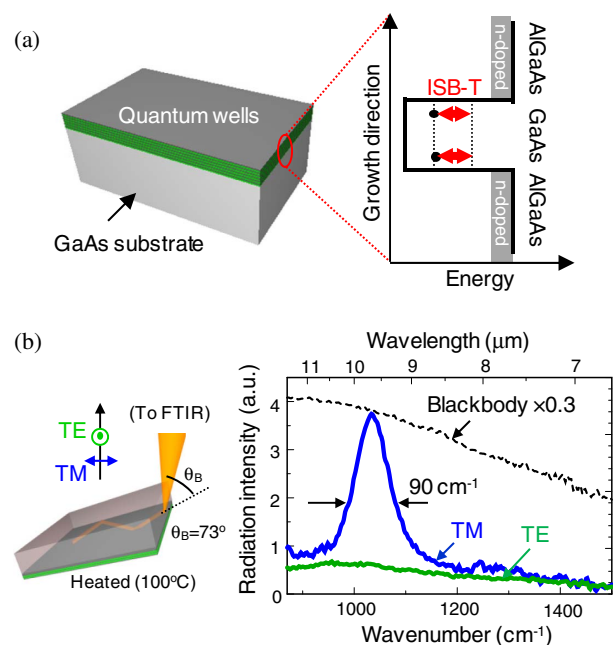 (a)
Quantum wells
GaAs substrate
Growth direction
ISB-T
n-doped
n-doped
AlGaAs
GaAs
AlGaAs
Energy
(b)
TE
TM
(To FTIR)
θB
θB=73º
Heated (100ºC)
Wavelength (μm)
11 10 9 8 7
Radiation intensity (a.u.)
4
3
2
1
0
Blackbody ×0.3
90 cm-1
TM
TE
1000 1200 1400
Wavenumber (cm-1)